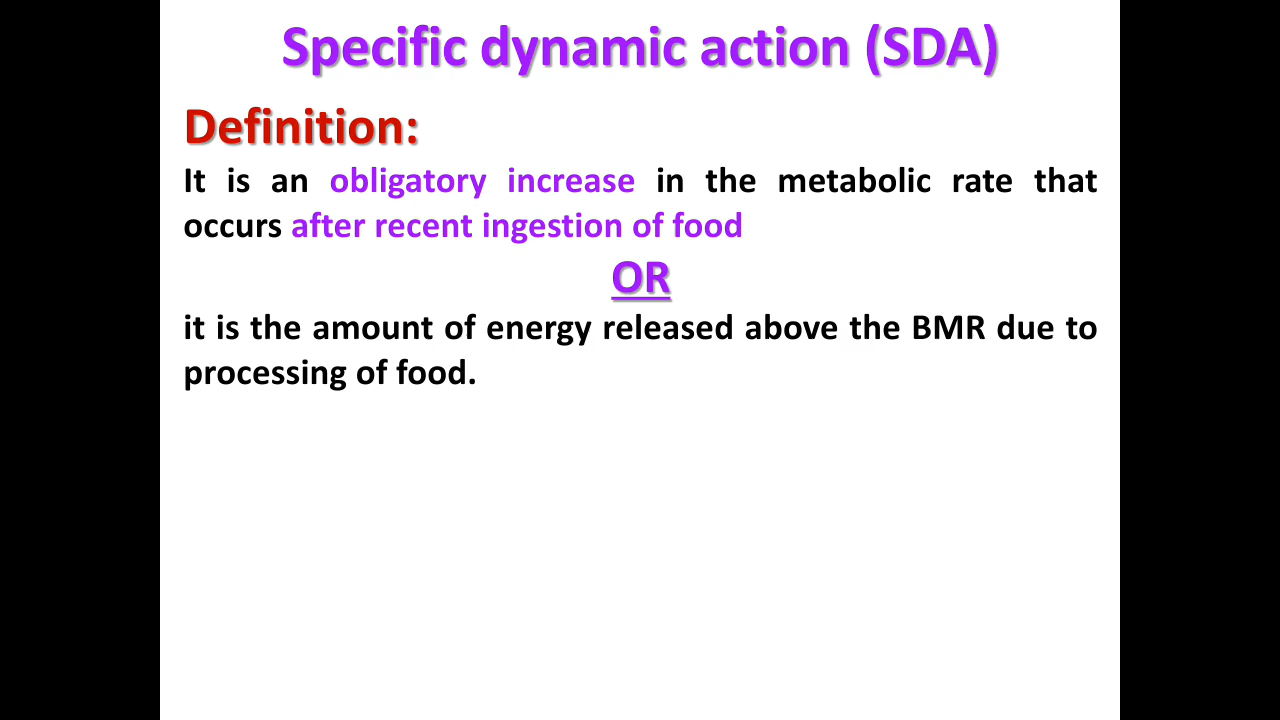 Specific dynamic action (SDA)
Definition:
It is an obligatory increase in the metabolic rate that
occurs after recent ingestion of food
OR
it is the amount of energy released above the BMR due to
processing of food.